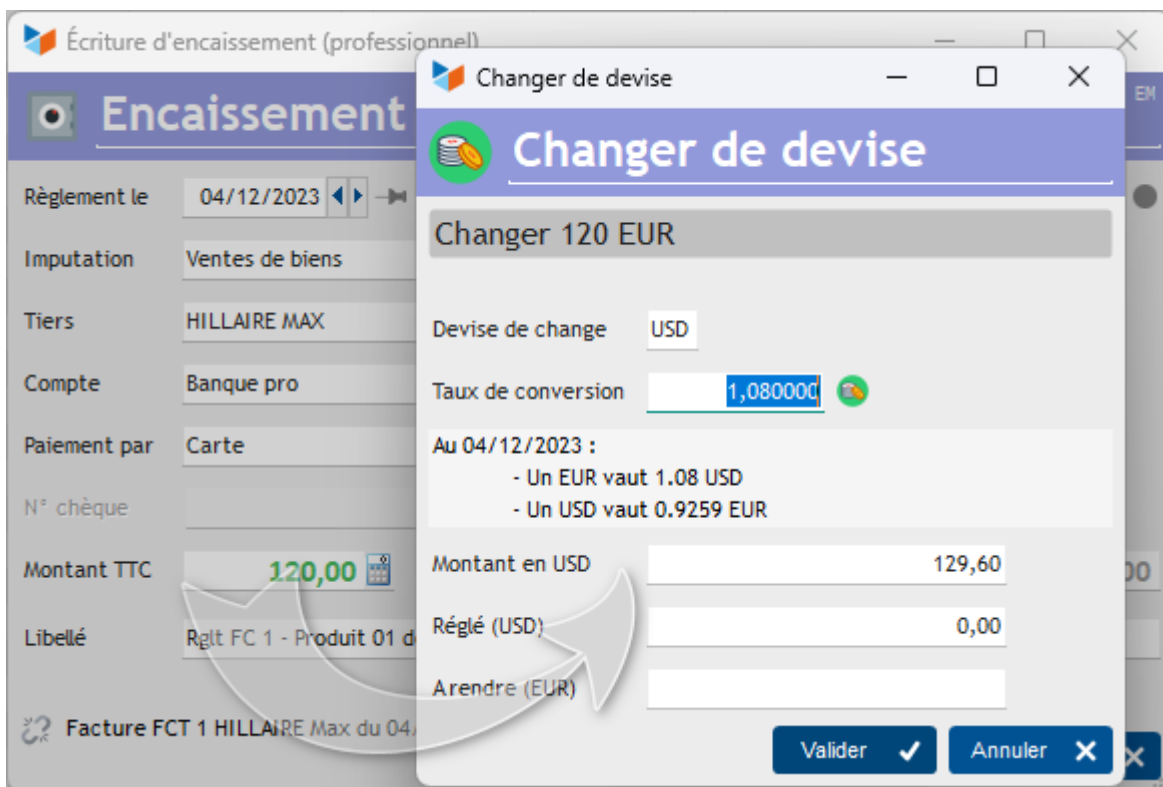 Écriture d'encaissement (professionnel)
Encaissement
EM
Règlement le 04/12/2023
Imputation Ventes de biens
Tiers HILLAIRE MAX
Compte Banque pro
Paiement par Carte
N° chèque
Montant TTC 120,00
Libellé Rglt FC 1 - Produit 01 d
Facture FCT 1 HILLAIRE Max du 04/
Changer de devise
Changer de devise
Changer 120 EUR
Devise de change USD
Taux de conversion 1,080000
Au 04/12/2023 :
- Un EUR vaut 1.08 USD
- Un USD vaut 0.9259 EUR
Montant en USD 129,60
Réglé (USD) 0,00
Arendre (EUR)
Valider Annuler